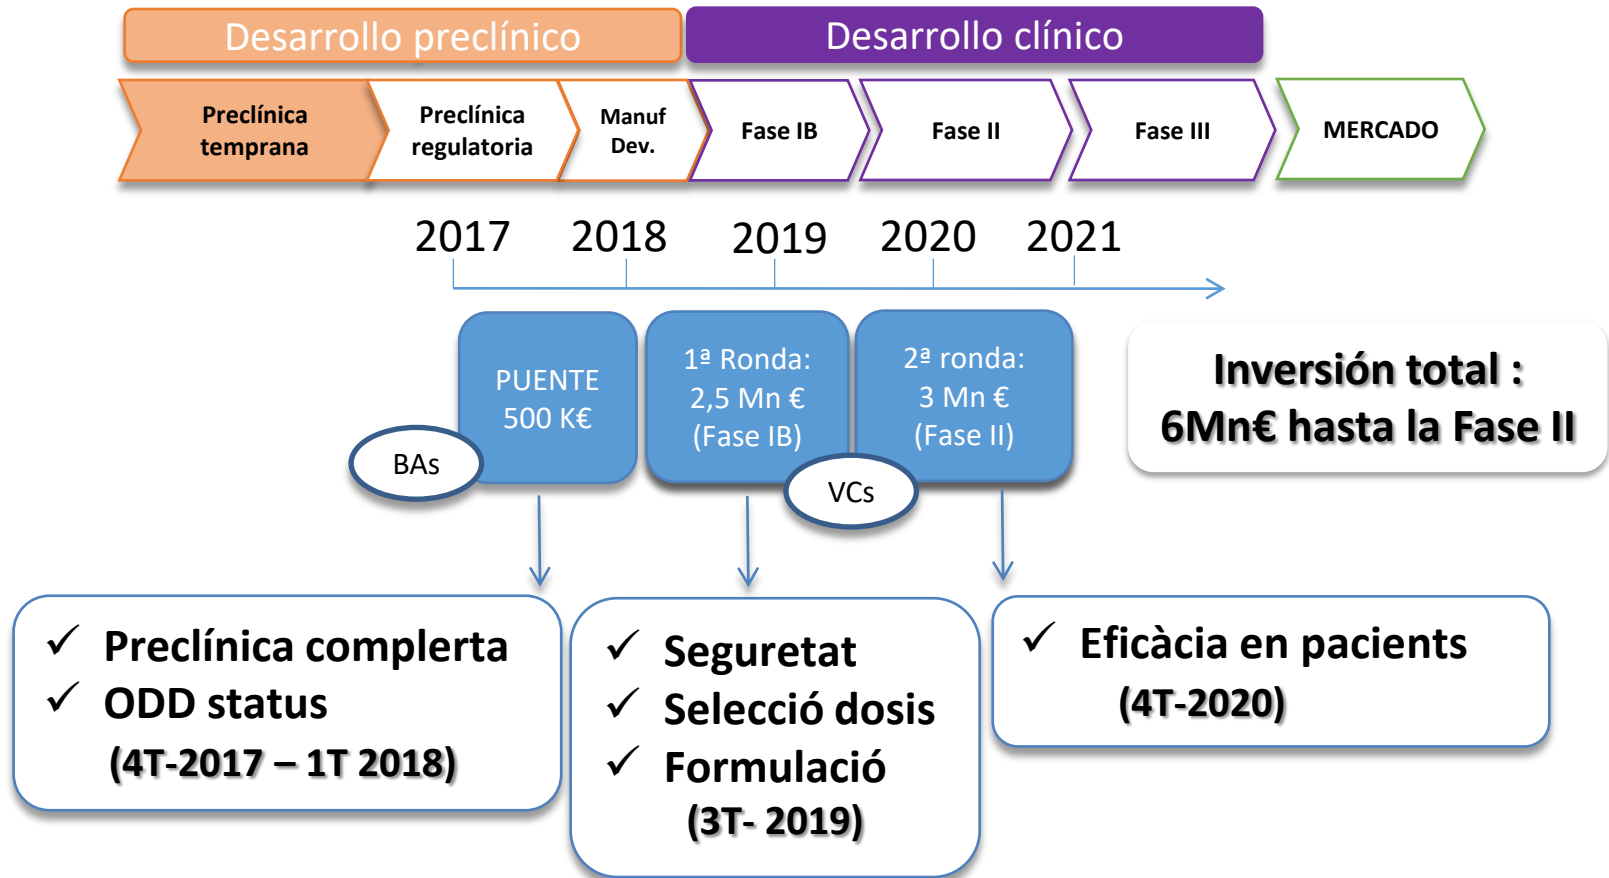 Desarrollo preclínico
Desarrollo clínico
Preclínica
temprana
Preclínica
regulatoria
Manuf
Dev.
Fase IB
Fase II
Fase III
MERCADO
2017
2018
2019
2020
2021
PUENTE
500 K€
BAs
1ª Ronda:
2,5 Mn €
(Fase IB)
VCs
2ª ronda:
3 Mn €
(Fase II)
Inversión total :
6Mn€ hasta la Fase II
✓ Preclínica complerta
✓ ODD status
(4T-2017 – 1T 2018)
✓ Seguretat
✓ Selecció dosis
✓ Formulació
(3T- 2019)
✓ Eficàcia en pacients
(4T-2020)